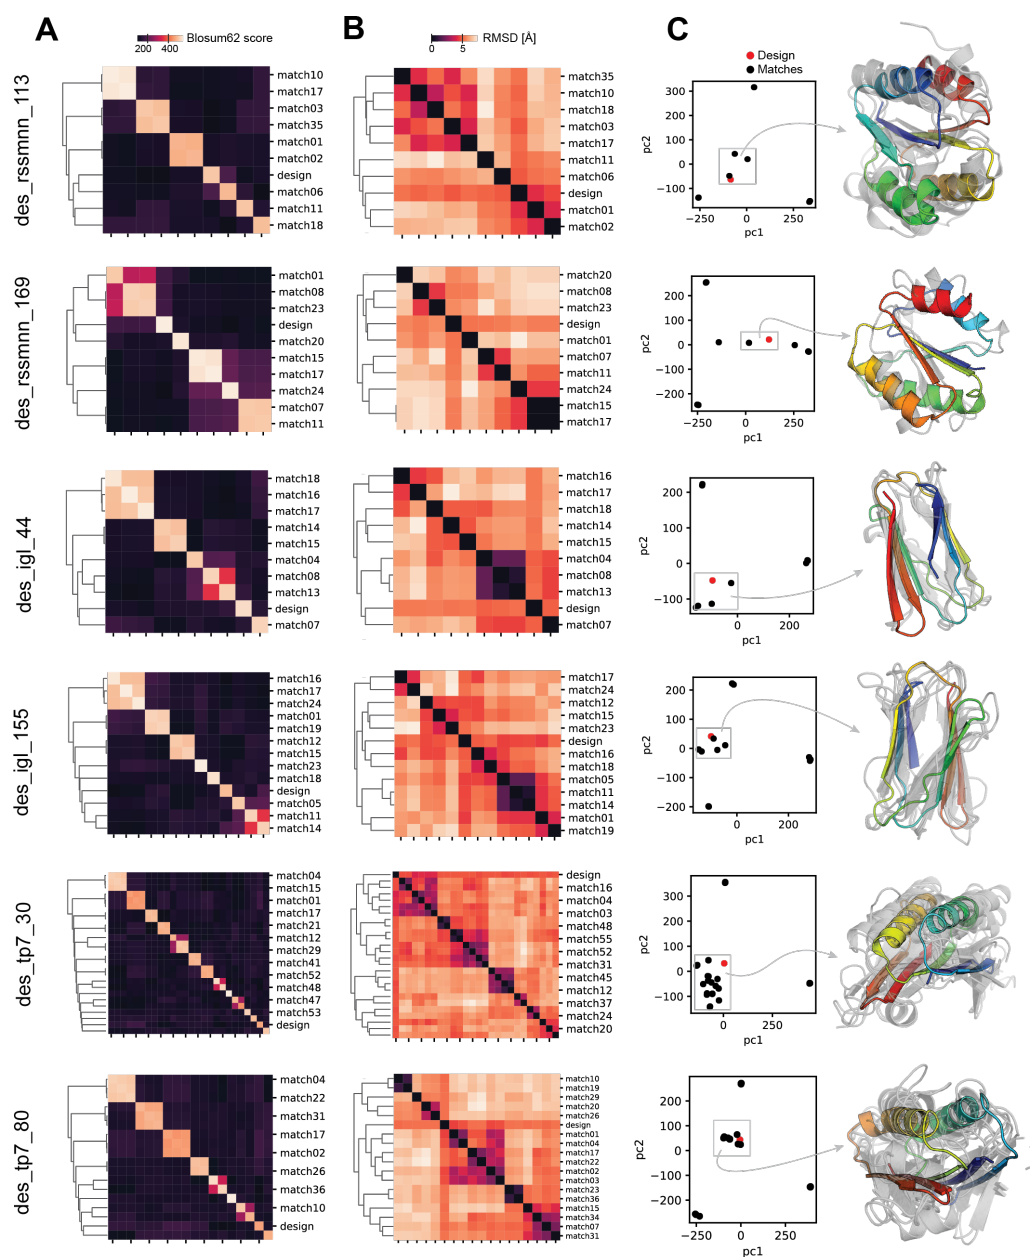 A
B
C
Blosum62 score
200 400
RMSD [Å]
0 5
Design
Matches
des_rssmnn_113
match10
match17
match03
match35
match01
match02
design
match06
match11
match18
match35
match10
match18
match03
match17
match11
match06
design
match01
match02
300
200
100
0
−100
pc2
−250 0 250
pc1
des_rssmnn_169
match01
match08
match23
design
match20
match15
match17
match24
match07
match11
match20
match08
match23
design
match01
match07
match11
match24
match15
match17
200
100
0
−100
−200
pc2
−250 0 250
pc1
des_igl_44
match18
match16
match17
match14
match15
match04
match08
match13
design
match07
match16
match17
match18
match14
match15
match04
match08
match13
design
match07
200
100
0
−100
pc2
0 200
pc1
des_igl_155
match16
match17
match24
match01
match19
match12
match15
match23
match18
design
match05
match11
match14
match17
match24
match12
match15
match23
design
match16
match18
match05
match11
match14
match01
match19
200
100
0
−100
−200
pc2
0 200
pc1
des_tp7_30
match04
match15
match01
match17
match21
match12
match29
match41
match52
match48
match47
match53
design
design
match16
match04
match03
match48
match55
match52
match31
match45
match12
match37
match24
match20
300
200
100
0
−100
pc2
0 250
pc1
des_tp7_80
match04
match22
match31
match17
match02
match26
match36
match10
design
match10
match19
match29
match20
match26
design
match01
match04
match17
match22
match02
match03
match23
match36
match15
match34
match07
match31
200
100
0
−100
−200
pc2
−250 0 250
pc1